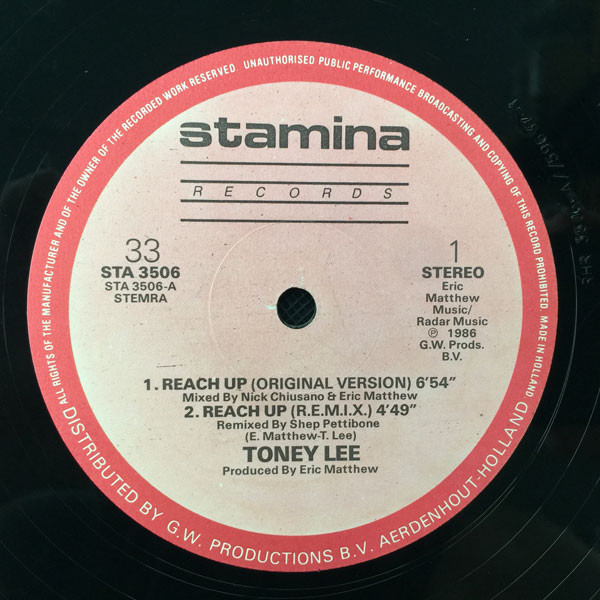 ALL RIGHTS OF THE MANUFACTURER AND OF THE OWNER OF THE RECORDED WORK RESERVED UNAUTHORISED PUBLIC PERFORMANCE BROADCASTING AND COPYING OF THIS RECORD PROHIBITED. MADE IN HOLLAND
stamina
RECORDS
33
STA 3506
STA 3506-A
STEMRA
1
STEREO
Eric
Matthew
Music/
Radar Music
℗ 1986
G.W. Prods.
B.V.
1. REACH UP (ORIGINAL VERSION) 6'54"
Mixed By Nick Chiusano & Eric Matthew
2. REACH UP (R.E.M.I.X.) 4'49"
Remixed By Shep Pettibone
(E. Matthew-T. Lee)
TONEY LEE
Produced By Eric Matthew
DISTRIBUTED BY G.W. PRODUCTIONS B.V. AERDENHOUT-HOLLAND